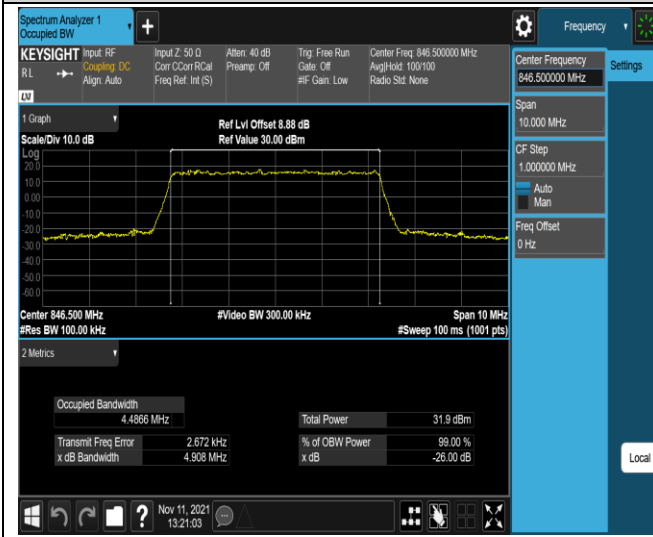 Spectrum Analyzer 1
Occupied BW
Frequency
KEYSIGHT
Input: RF
Coupling: DC
Align: Auto
R L
LXI
Input Z: 50 Ω
Corr CCorr RCal
Freq Ref: Int (S)
Atten: 40 dB
Preamp: Off
Trig: Free Run
Gate: Off
#IF Gain: Low
Center Freq: 846.500000 MHz
Avg|Hold: 100/100
Radio Std: None
Center Frequency
846.500000 MHz
Settings
Span
10.000 MHz
CF Step
1.000000 MHz
Auto
Man
Freq Offset
0 Hz
1 Graph
Scale/Div 10.0 dB
Ref Lvl Offset 8.88 dB
Ref Value 30.00 dBm
Log
20.0
10.0
0.00
-10.0
-20.0
-30.0
-40.0
-50.0
-60.0
Center 846.500 MHz
#Res BW 100.00 kHz
#Video BW 300.00 kHz
Span 10 MHz
#Sweep 100 ms (1001 pts)
2 Metrics
Occupied Bandwidth
4.4866 MHz
Total Power 31.9 dBm
Transmit Freq Error 2.672 kHz
% of OBW Power 99.00 %
x dB Bandwidth 4.908 MHz
x dB -26.00 dB
Local
?
Nov 11, 2021
13:21:03